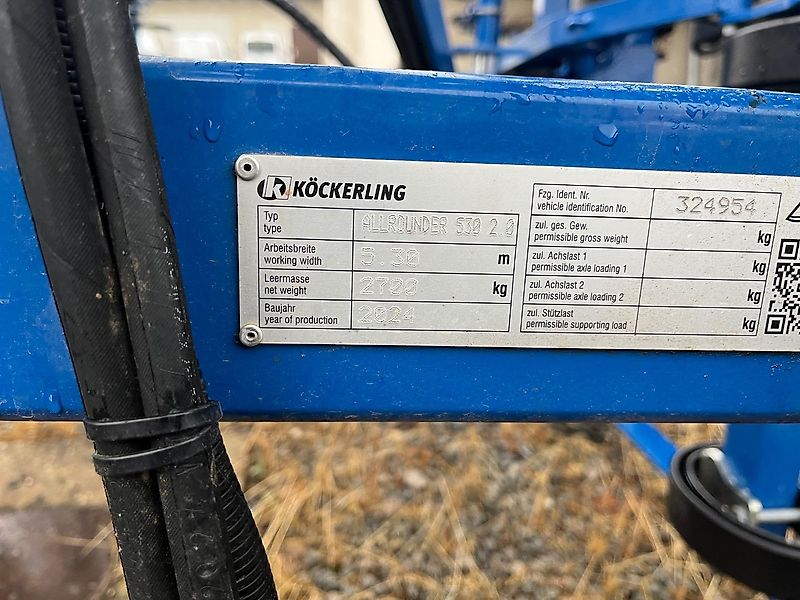 KÖCKERLING
Typ
type
ALLROUNDER 530 2.0
Arbeitsbreite
working width
5.30
m
Leermasse
net weight
2700
kg
Baujahr
year of production
2024
Fzg. Ident. Nr.
vehicle identification No.
324954
zul. ges. Gew.
permissible gross weight
kg
zul. Achslast 1
permissible axle loading 1
kg
zul. Achslast 2
permissible axle loading 2
kg
zul. Stützlast
permissible supporting load
kg